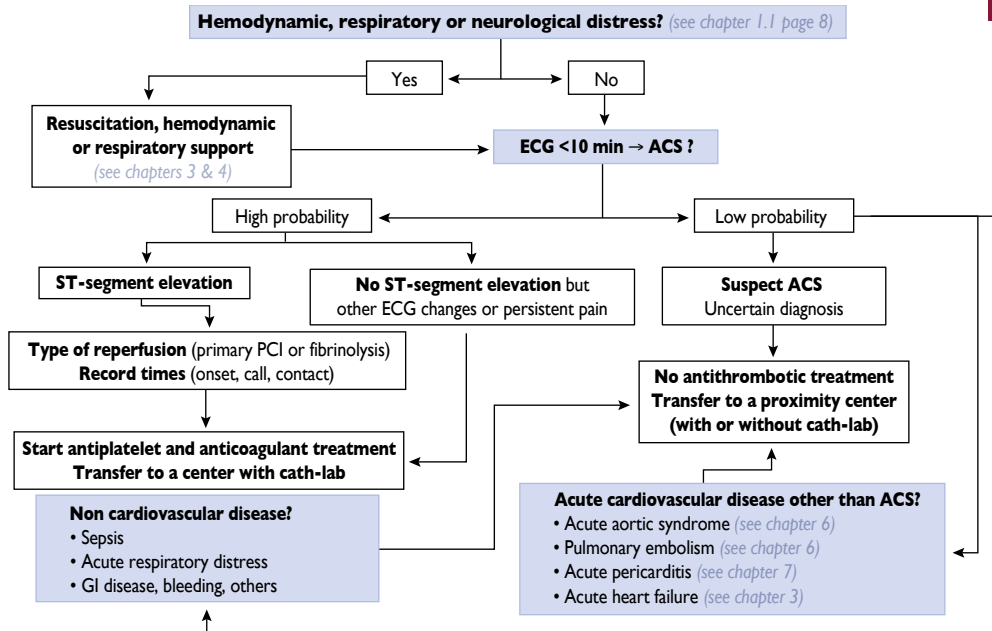 Hemodynamic, respiratory or neurological distress? (see chapter 1.1 page 8)
Yes
No
Resuscitation, hemodynamic
or respiratory support
(see chapters 3 & 4)
ECG <10 min → ACS ?
High probability
Low probability
ST-segment elevation
No ST-segment elevation but
other ECG changes or persistent pain
Suspect ACS
Uncertain diagnosis
Type of reperfusion (primary PCI or fibrinolysis)
Record times (onset, call, contact)
No antithrombotic treatment
Transfer to a proximity center
(with or without cath-lab)
Start antiplatelet and anticoagulant treatment
Transfer to a center with cath-lab
Non cardiovascular disease?
• Sepsis
• Acute respiratory distress
• GI disease, bleeding, others
Acute cardiovascular disease other than ACS?
• Acute aortic syndrome (see chapter 6)
• Pulmonary embolism (see chapter 6)
• Acute pericarditis (see chapter 7)
• Acute heart failure (see chapter 3)